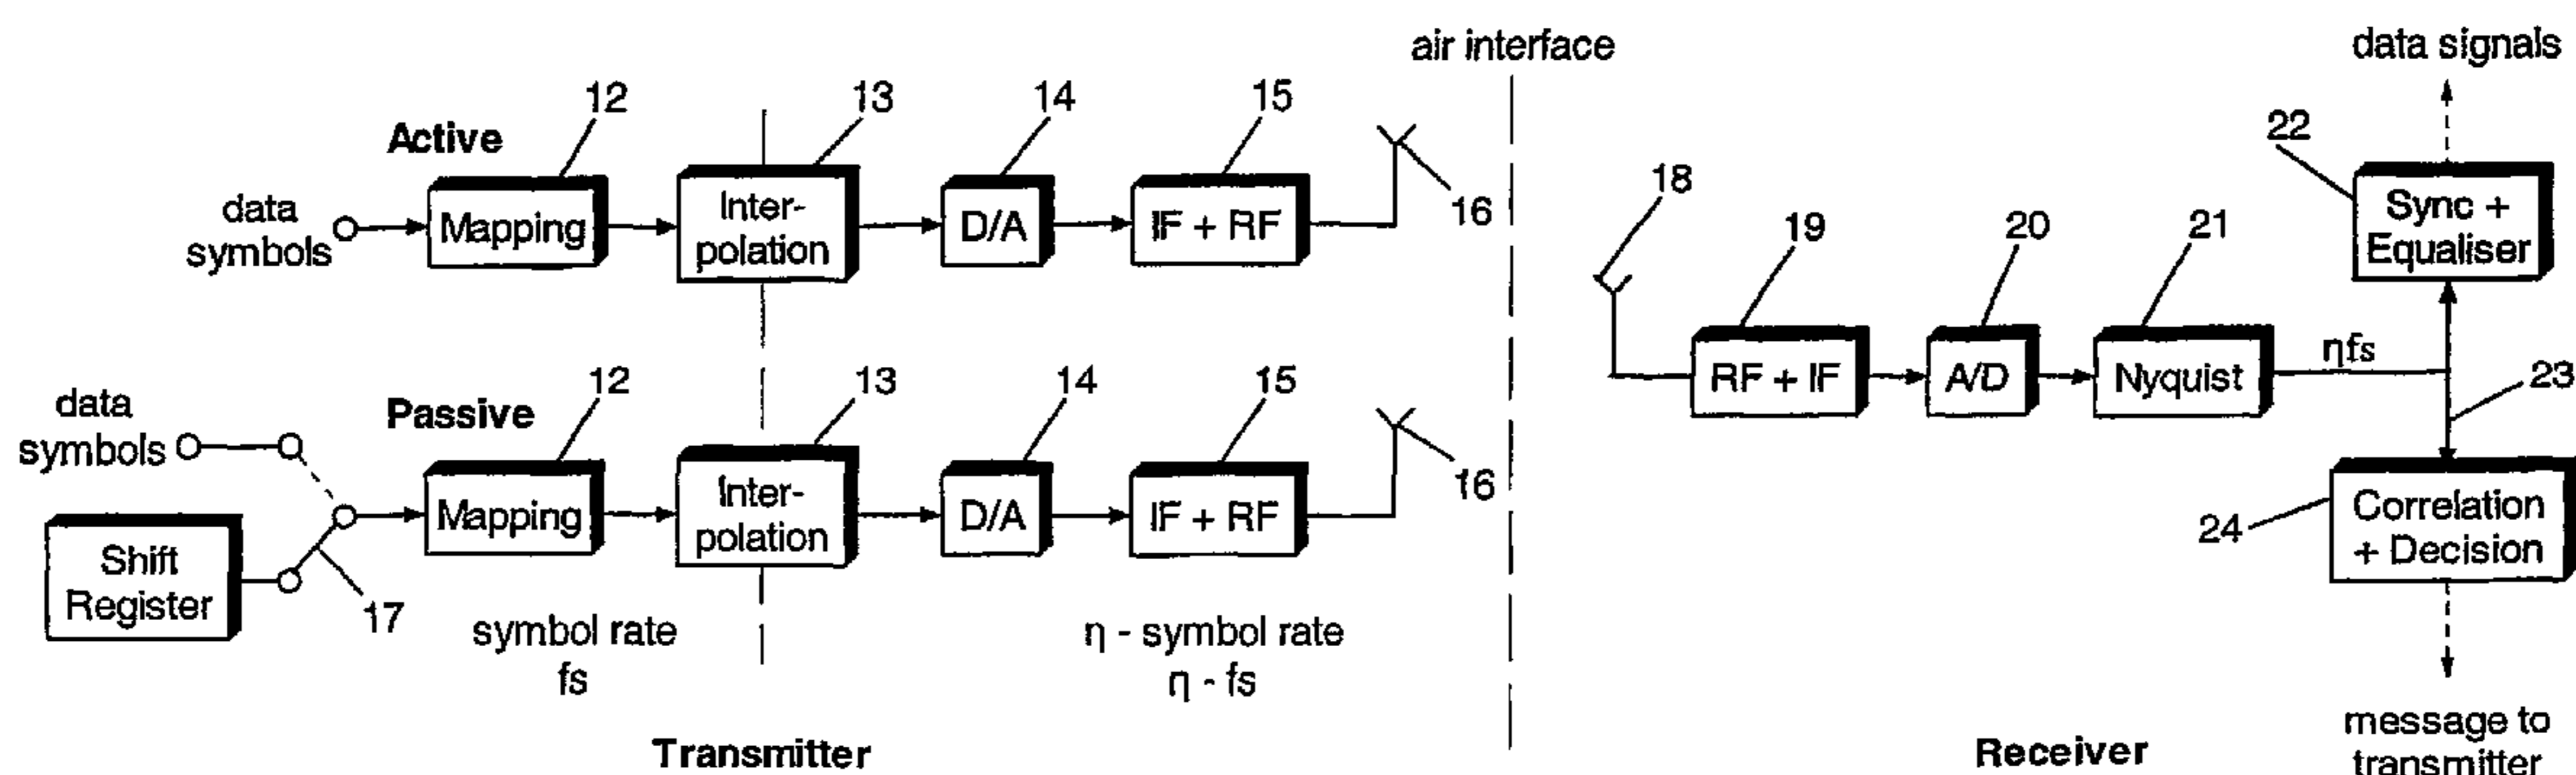 air interface
data signals
12
13
14
15
Active
22
data
symbols
Mapping
Inter-
polation
D/A
IF + RF
16
18
Sync +
Equaliser
19
20
21
RF + IF
A/D
Nyquist
ηfs
23
data
symbols
Passive
12
13
14
15
Shift
Register
17
Mapping
Inter-
polation
D/A
IF + RF
16
24
Correlation
+ Decision
symbol rate
fs
η - symbol rate
η - fs
Transmitter
Receiver
message to
transmitter